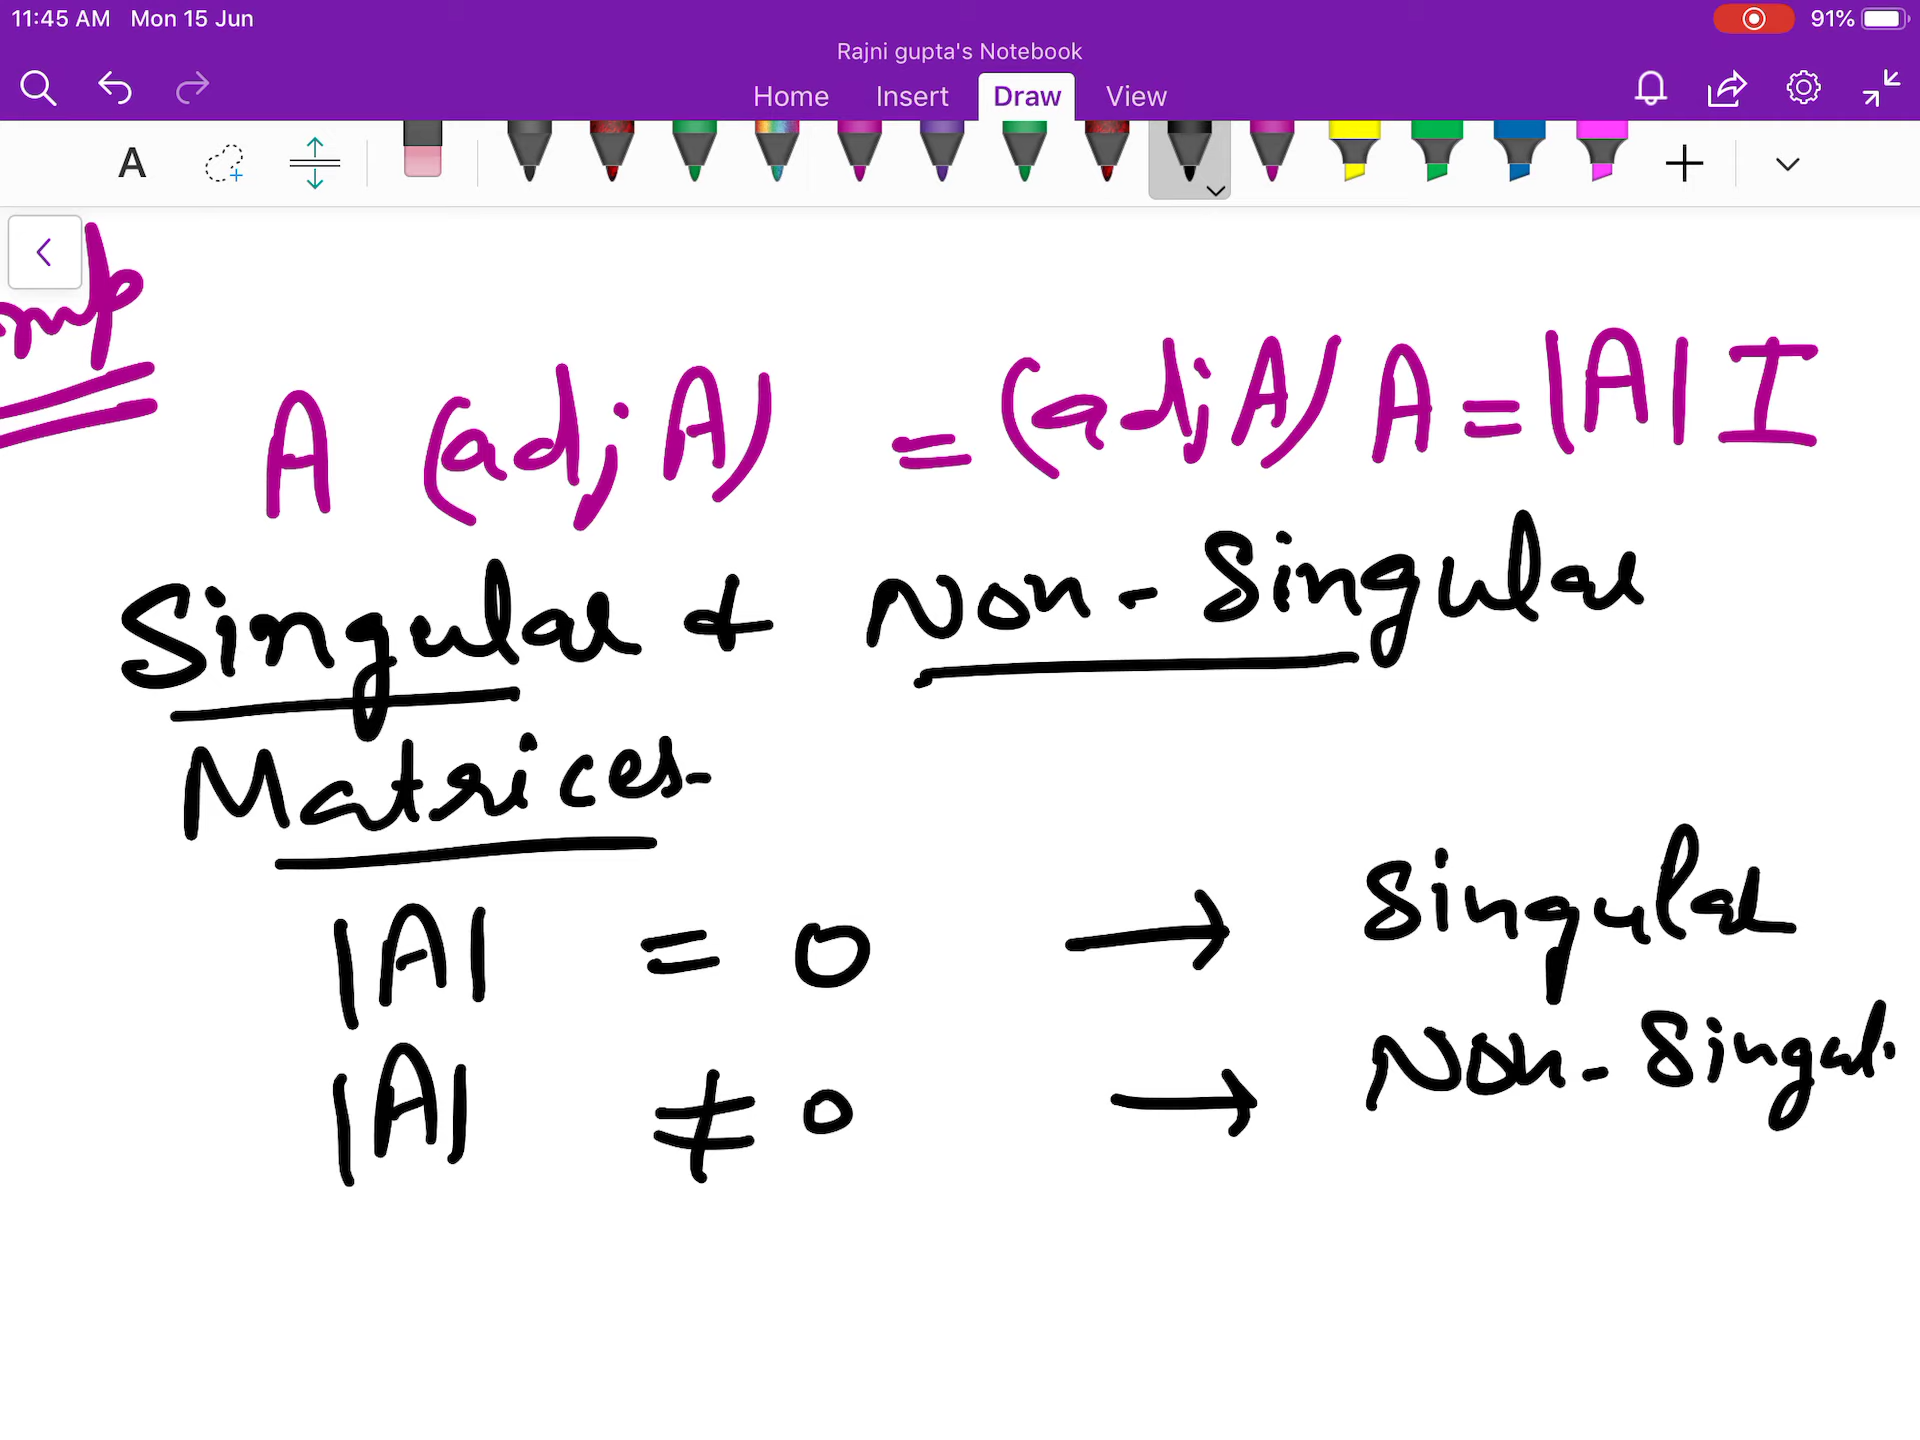 11:45 AM Mon 15 Jun 91%
Rajni gupta's Notebook
Home Insert Draw View
A
mp
A (adj A) = (adj A) A = |A| I
Singular & Non-Singular
Matrices-
|A| = 0 → Singular
|A| ≠ 0 → Non-Singul.